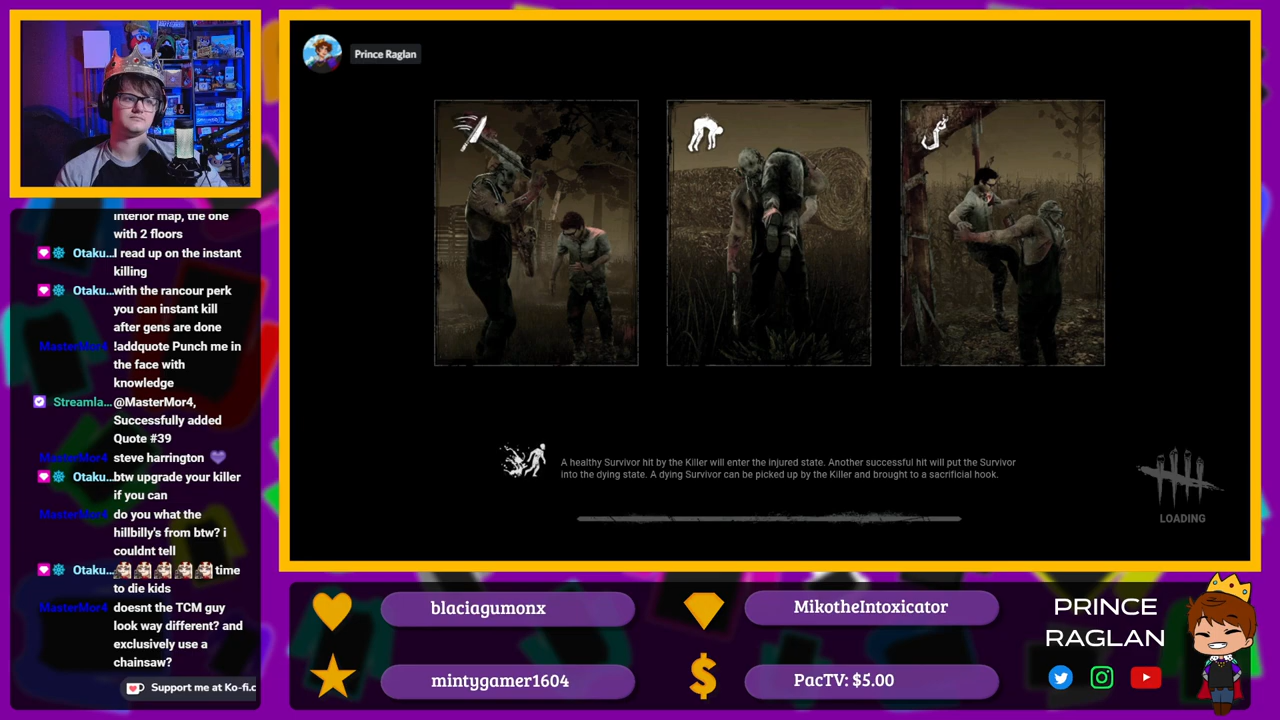 Prince Raglan
interior map, the one
with 2 floors
Otaku... I read up on the instant
killing
Otaku... with the rancour perk
you can instant kill
after gens are done
MasterMor4 !addquote Punch me in
the face with
knowledge
Streamla... @MasterMor4,
Successfully added
Quote #39
MasterMor4 steve harrington 💜
Otaku... btw upgrade your killer
if you can
MasterMor4 do you what the
hillbilly's from btw? i
couldnt tell
Otaku... time
to die kids
MasterMor4 doesnt the TCM guy
look way different? and
exclusively use a
chainsaw?
Support me at Ko-fi.c
A healthy Survivor hit by the Killer will enter the injured state. Another successful hit will put the Survivor
into the dying state. A dying Survivor can be picked up by the Killer and brought to a sacrificial hook.
LOADING
blaciagumonx
MikotheIntoxicator
mintygamer1604
PacTV: $5.00
PRINCE
RAGLAN